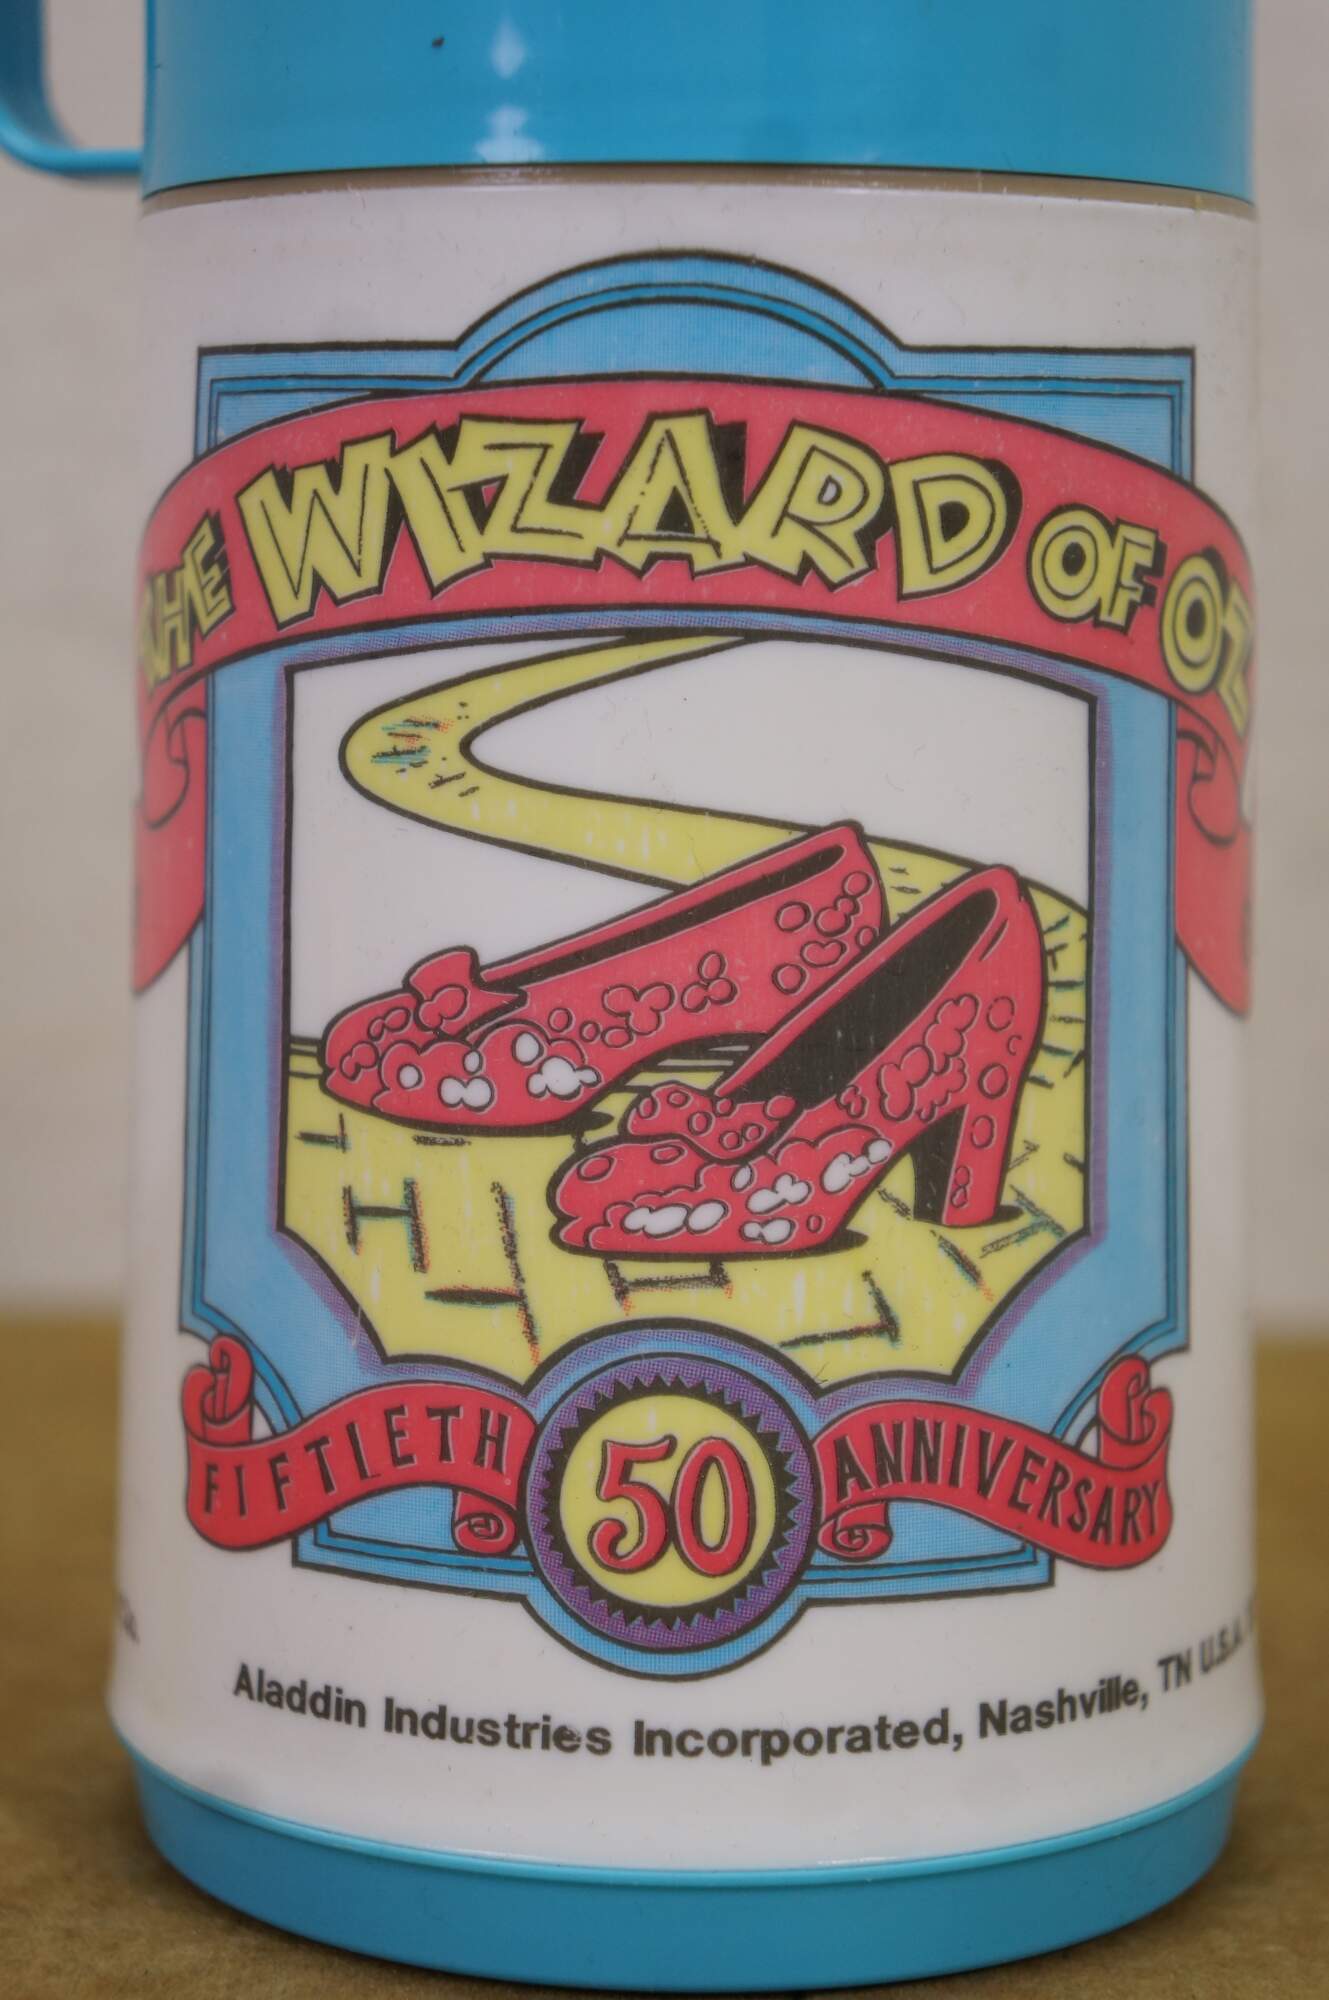 THE WIZARD OF OZ
FIFTIETH 50 ANNIVERSARY
Aladdin Industries Incorporated, Nashville, TN U.S.A.